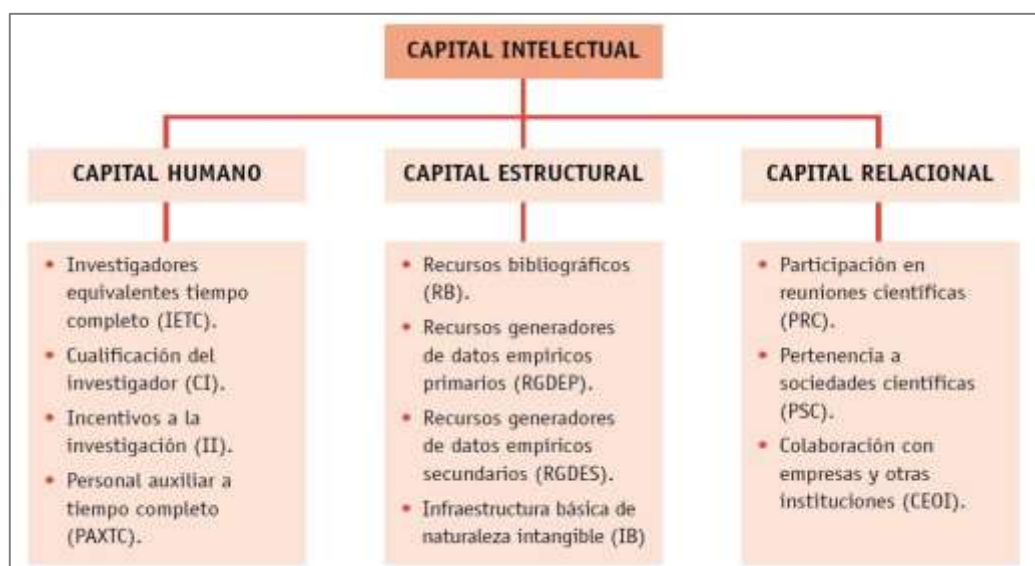 CAPITAL INTELECTUAL
CAPITAL HUMANO
CAPITAL ESTRUCTURAL
CAPITAL RELACIONAL
• Investigadores
equivalentes tiempo
completo (IETC).
• Cualificación del
investigador (CI).
• Incentivos a la
investigación (II).
• Personal auxiliar a
tiempo completo
(PAXTC).
• Recursos bibliográficos
(RB).
• Recursos generadores
de datos empíricos
primarios (RGDEP).
• Recursos generadores
de datos empíricos
secundarios (RGDES).
• Infraestructura básica de
naturaleza intangible (IB)
• Participación en
reuniones científicas
(PRC).
• Pertenencia a
sociedades científicas
(PSC).
• Colaboración con
empresas y otras
instituciones (CEOI).